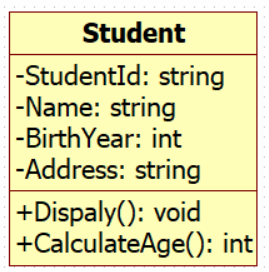 Student
-StudentId: string
-Name: string
-BirthYear: int
-Address: string
+Dispaly(): void
+CalculateAge(): int